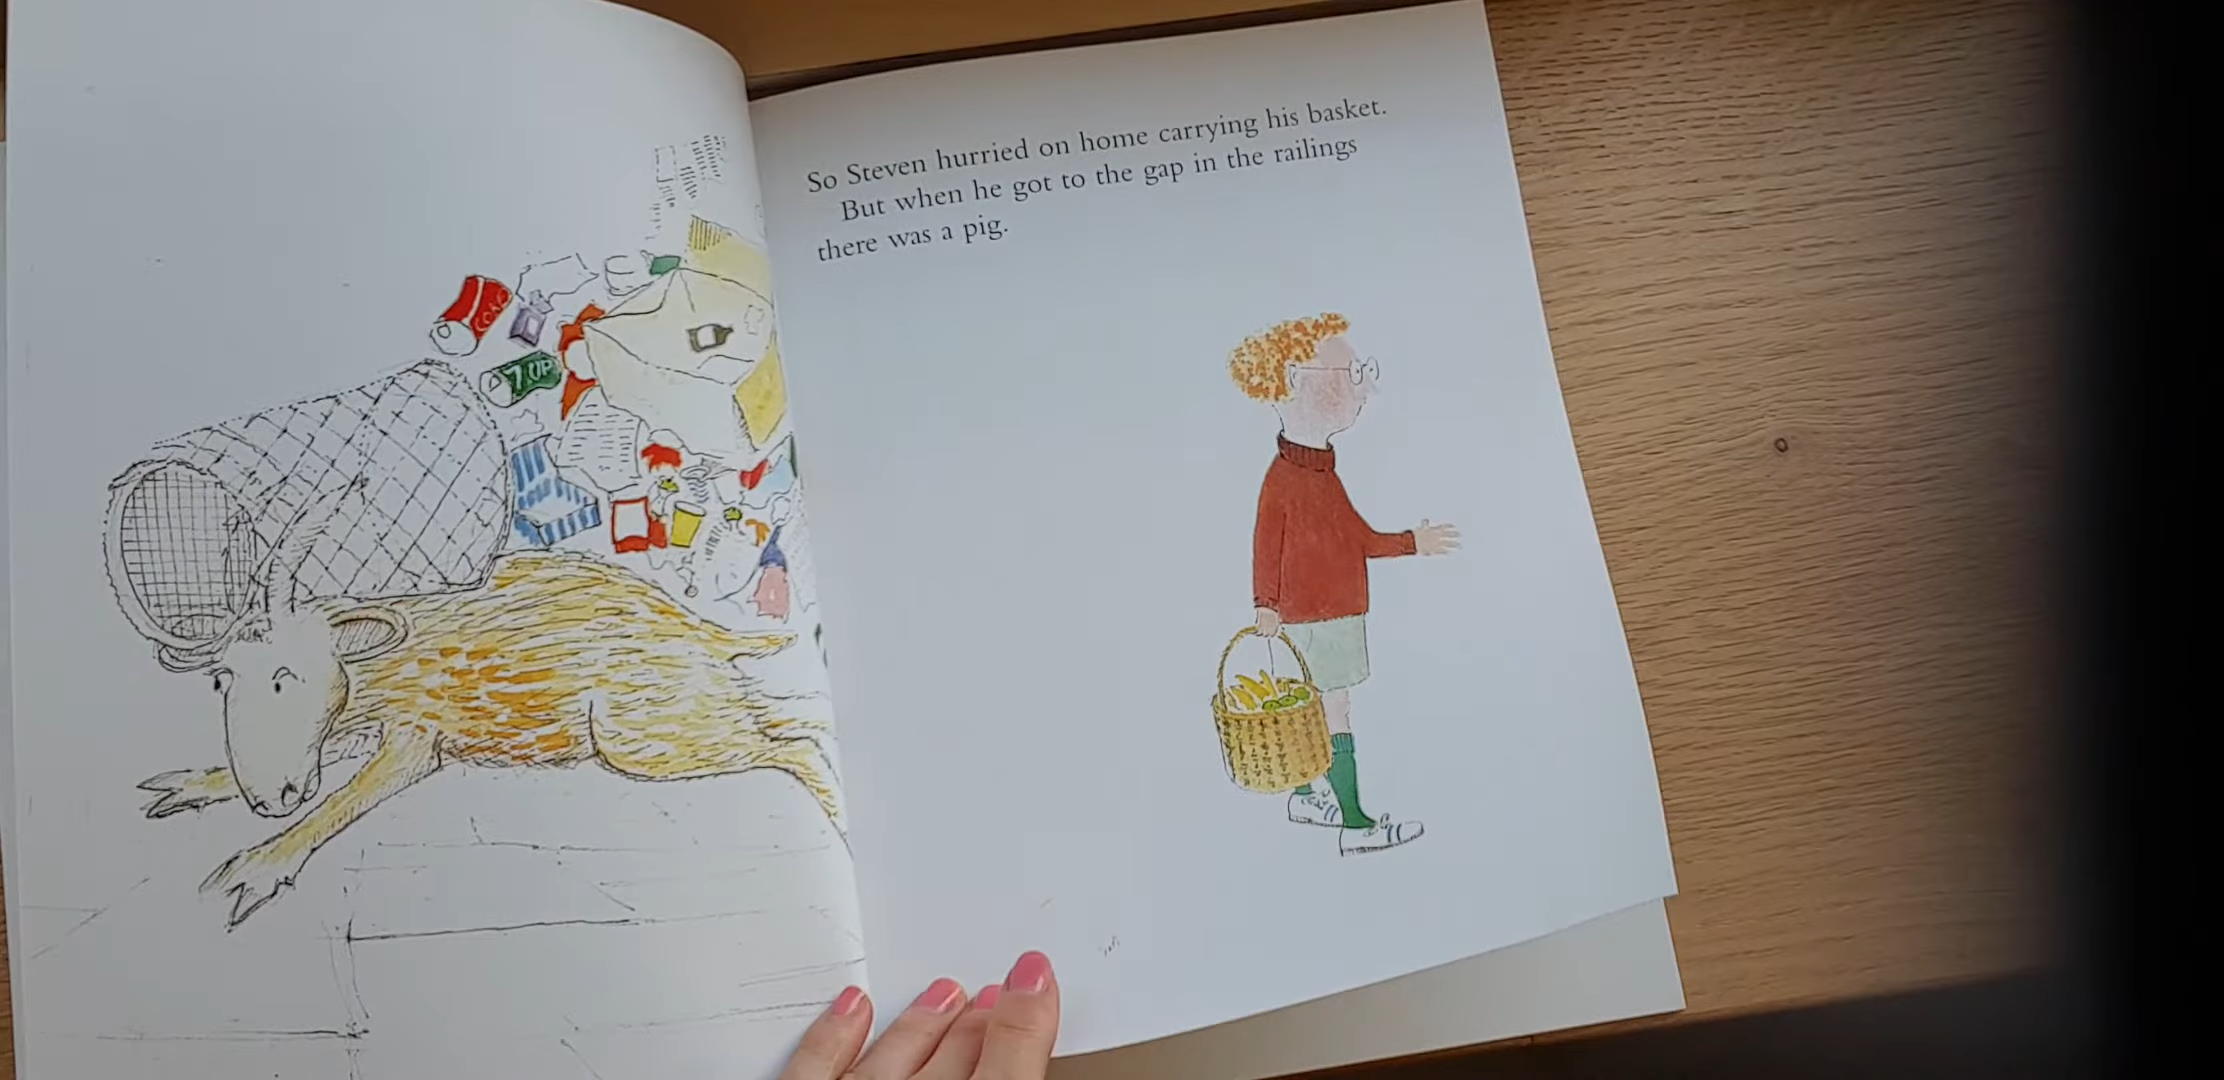 COKE
7UP
So Steven hurried on home carrying his basket.
But when he got to the gap in the railings
there was a pig.